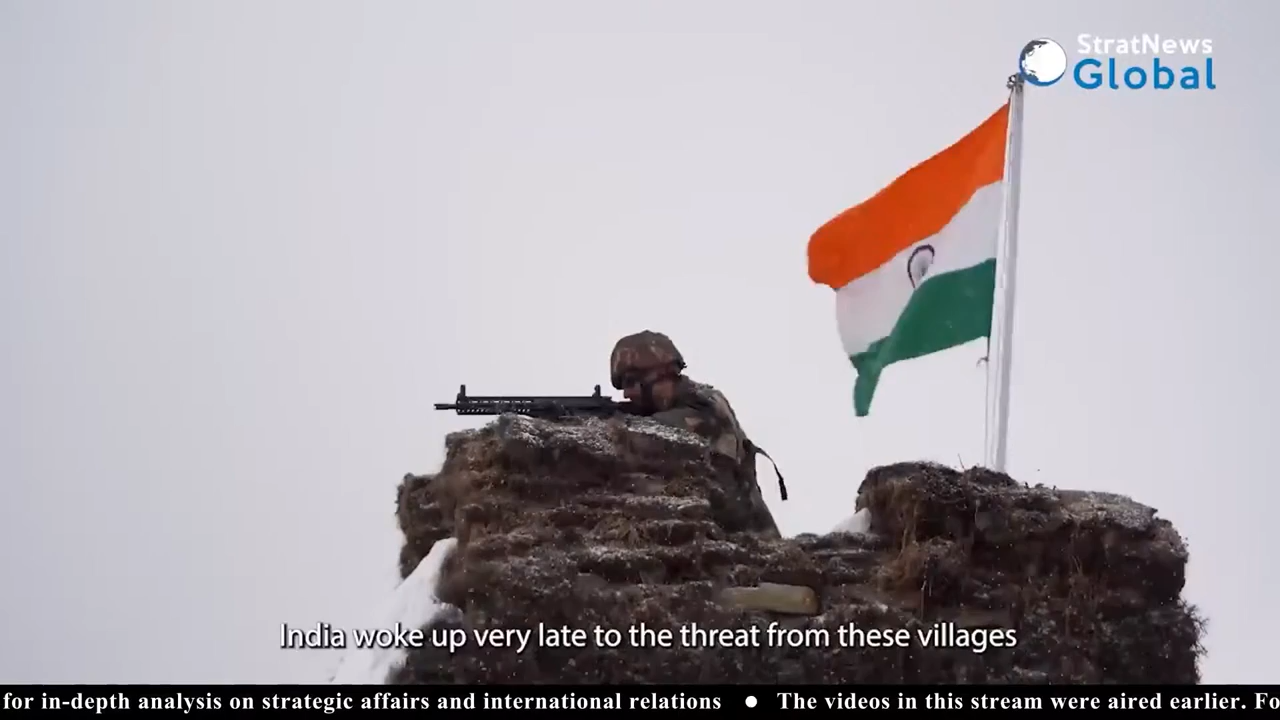 StratNews
Global
India woke up very late to the threat from these villages
for in-depth analysis on strategic affairs and international relations ● The videos in this stream were aired earlier. Fo